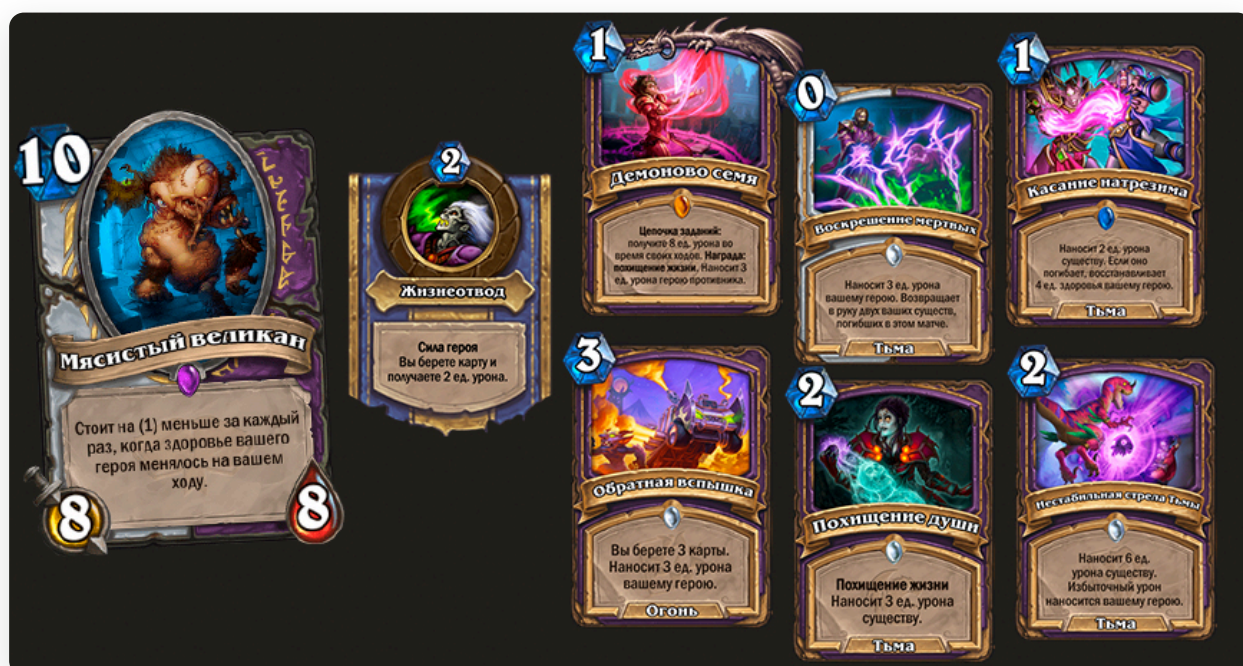 10
Мясистый великан
Стоит на (1) меньше за каждый
раз, когда здоровье вашего
героя менялось на вашем
ходу.
8
8
2
Жизнеотвод
Сила героя
Вы берете карту и
получаете 2 ед. урона.
1
Демоново семя
Цепочка заданий:
получите 8 ед. урона во
время своих ходов. Награда:
похищение жизни. Наносит 3
ед. урона герою противника.
0
Воскрешение мертвых
Наносит 3 ед. урона
вашему герою. Возвращает
в руку двух ваших существ,
погибших в этом матче.
Тьма
1
Касание натрезима
Наносит 2 ед. урона
существу. Если оно
погибает, восстанавливает
4 ед. здоровья вашему герою.
Тьма
3
Обратная вспышка
Вы берете 3 карты.
Наносит 3 ед. урона
вашему герою.
Огонь
2
Похищение души
Похищение жизни
Наносит 3 ед. урона
существу.
Тьма
2
Нестабильная стрела Тьмы
Наносит 6 ед.
урона существу.
Избыточный урон
наносится вашему герою.
Тьма